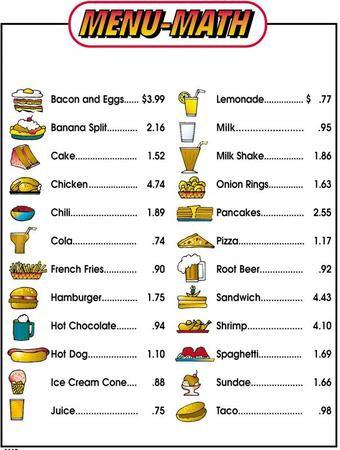 MENU-MATH
Bacon and Eggs...... $3.99
Banana Split........... 2.16
Cake...................... 1.52
Chicken................. 4.74
Chili....................... 1.89
Cola....................... .74
French Fries............ .90
Hamburger............ 1.75
Hot Chocolate....... .94
Hot Dog................. 1.10
Ice Cream Cone.... .88
Juice...................... .75
Lemonade.............. $ .77
Milk........................ .95
Milk Shake.............. 1.86
Onion Rings............ 1.63
Pancakes............... 2.55
Pizza...................... 1.17
Root Beer............... .92
Sandwich............... 4.43
Shrimp.................... 4.10
Spaghetti............... 1.69
Sundae.................. 1.66
Taco...................... .98